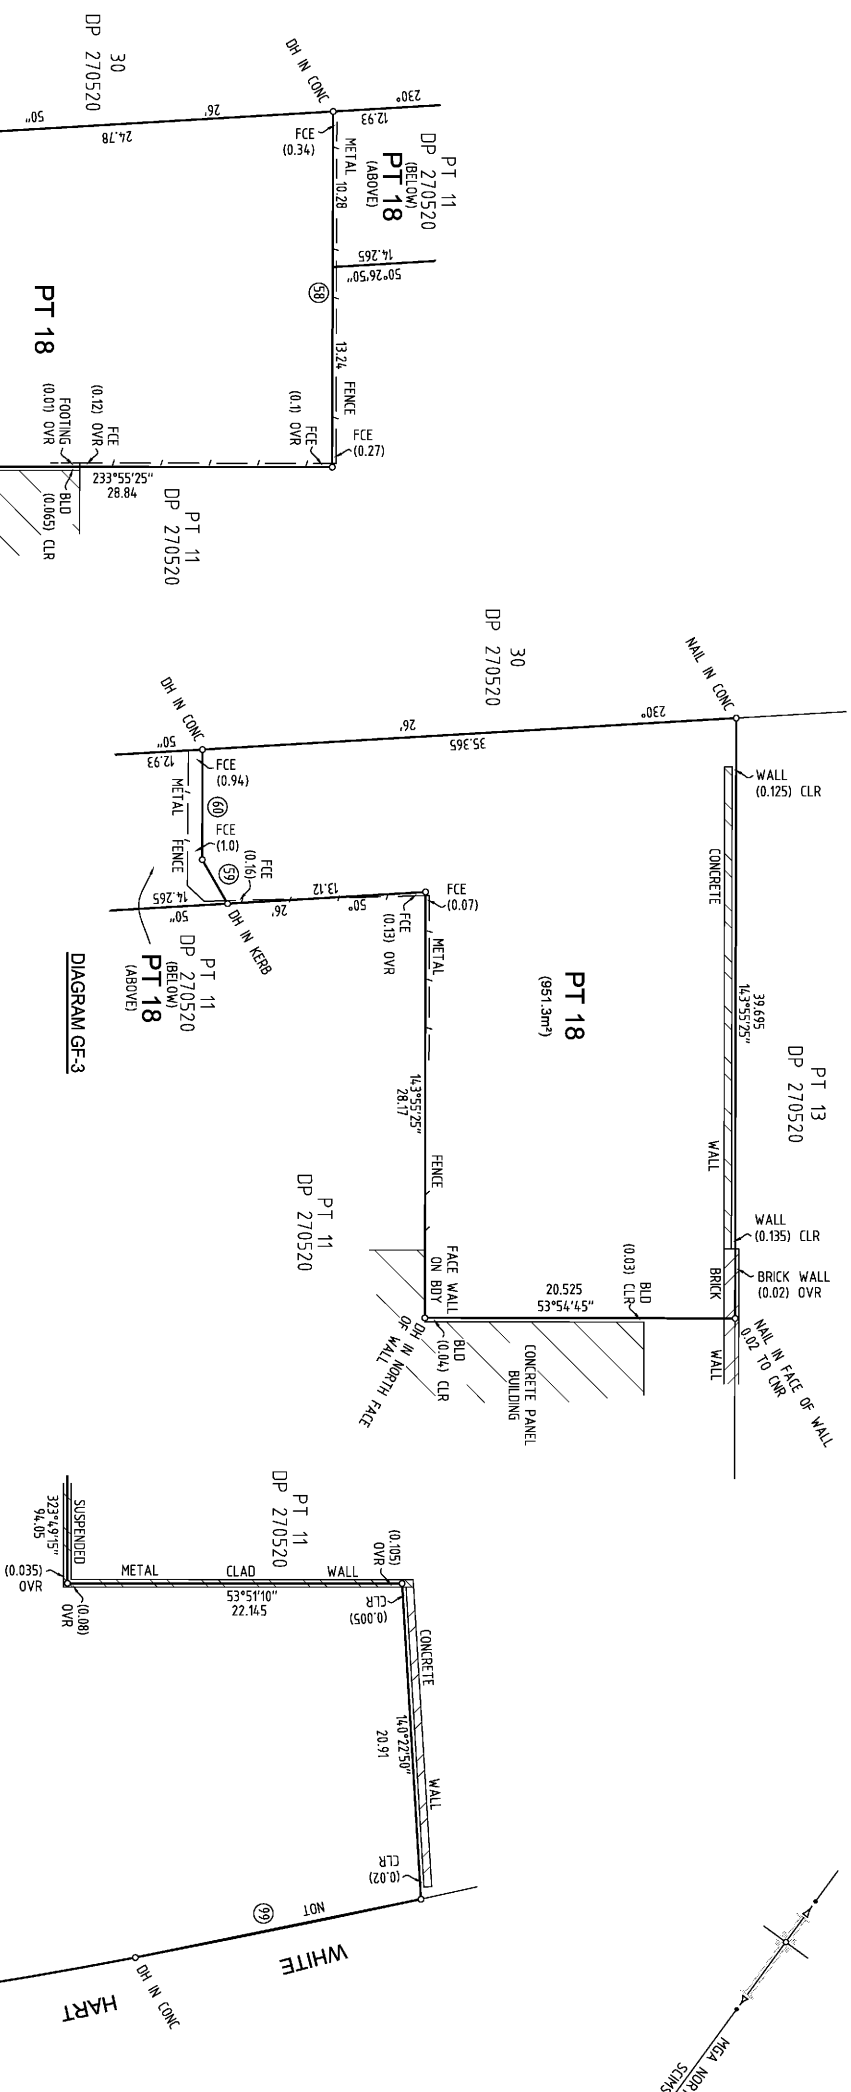 30
DP 270520
DH IN CONC
230°
12.93
26'
24.78
50"
FCE
(0.34)
METAL
10.28
PT 11
DP 270520
(BELOW)
PT 18
(ABOVE)
14.265
50°26'50"
58
13.24
FENCE
FCE
(0.27)
FCE
(0.1) OVR
PT 18
FCE
(0.12) OVR
FOOTING
(0.01) OVR
BLD
(0.065) CLR
233°55'25"
28.84
PT 11
DP 270520
30
DP 270520
NAIL IN CONC
230°
26'
35.365
50"
12.93
DH IN CONC
FCE
(0.94)
60
METAL
FENCE
FCE
(1.0)
59
FCE
(0.16)
14.265
50"
26'
13.12
50°
DH IN KERB
FCE
(0.13) OVR
FCE
(0.07)
METAL
PT 11
DP 270520
(BELOW)
PT 18
(ABOVE)
DIAGRAM GF-3
WALL
(0.125) CLR
CONCRETE
PT 18
(951.3m²)
39.695
143°55'25"
PT 13
DP 270520
143°55'25"
28.17
WALL
FENCE
PT 11
DP 270520
WALL
(0.135) CLR
BRICK
BRICK WALL
(0.02) OVR
FACE WALL
ON BDY
BLD
(0.03) CLR
20.525
53°54'45"
NAIL IN FACE OF WALL
0.02 TO CNR
WALL
DH IN NORTH FACE
OF WALL
BLD
(0.04) CLR
CONCRETE PANEL
BUILDING
PT 11
DP 270520
SUSPENDED
323°49'15"
94.05
(0.035)
OVR
(0.08)
OVR
METAL CLAD WALL
53°51'10"
22.145
(0.105)
OVR
(0.005)
CLR
CONCRETE
140°22'50"
20.91
WALL
(0.02)
CLR
NOT
99
WHITE
HART
DH IN CONC